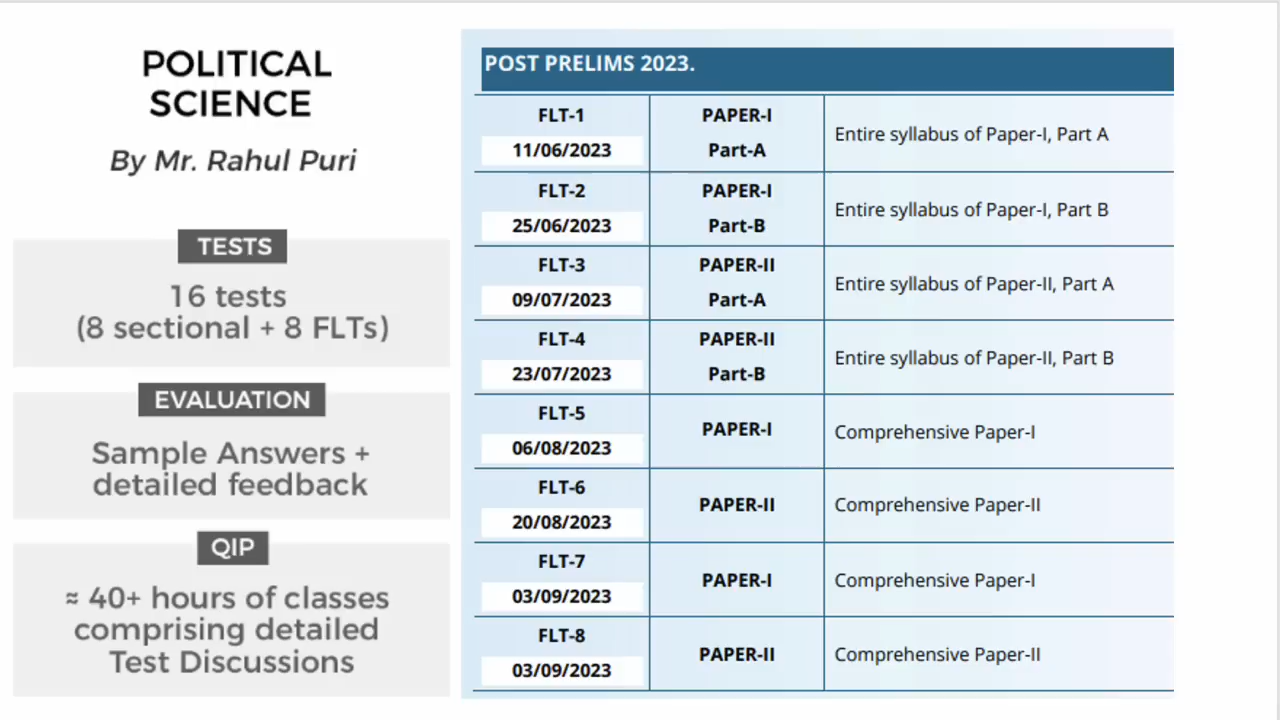 POLITICAL
SCIENCE
By Mr. Rahul Puri
TESTS
16 tests
(8 sectional + 8 FLTs)
EVALUATION
Sample Answers +
detailed feedback
QIP
≈ 40+ hours of classes
comprising detailed
Test Discussions
POST PRELIMS 2023.
FLT-1
11/06/2023
PAPER-I
Part-A
Entire syllabus of Paper-I, Part A
FLT-2
25/06/2023
PAPER-I
Part-B
Entire syllabus of Paper-I, Part B
FLT-3
09/07/2023
PAPER-II
Part-A
Entire syllabus of Paper-II, Part A
FLT-4
23/07/2023
PAPER-II
Part-B
Entire syllabus of Paper-II, Part B
FLT-5
06/08/2023
PAPER-I
Comprehensive Paper-I
FLT-6
20/08/2023
PAPER-II
Comprehensive Paper-II
FLT-7
03/09/2023
PAPER-I
Comprehensive Paper-I
FLT-8
03/09/2023
PAPER-II
Comprehensive Paper-II